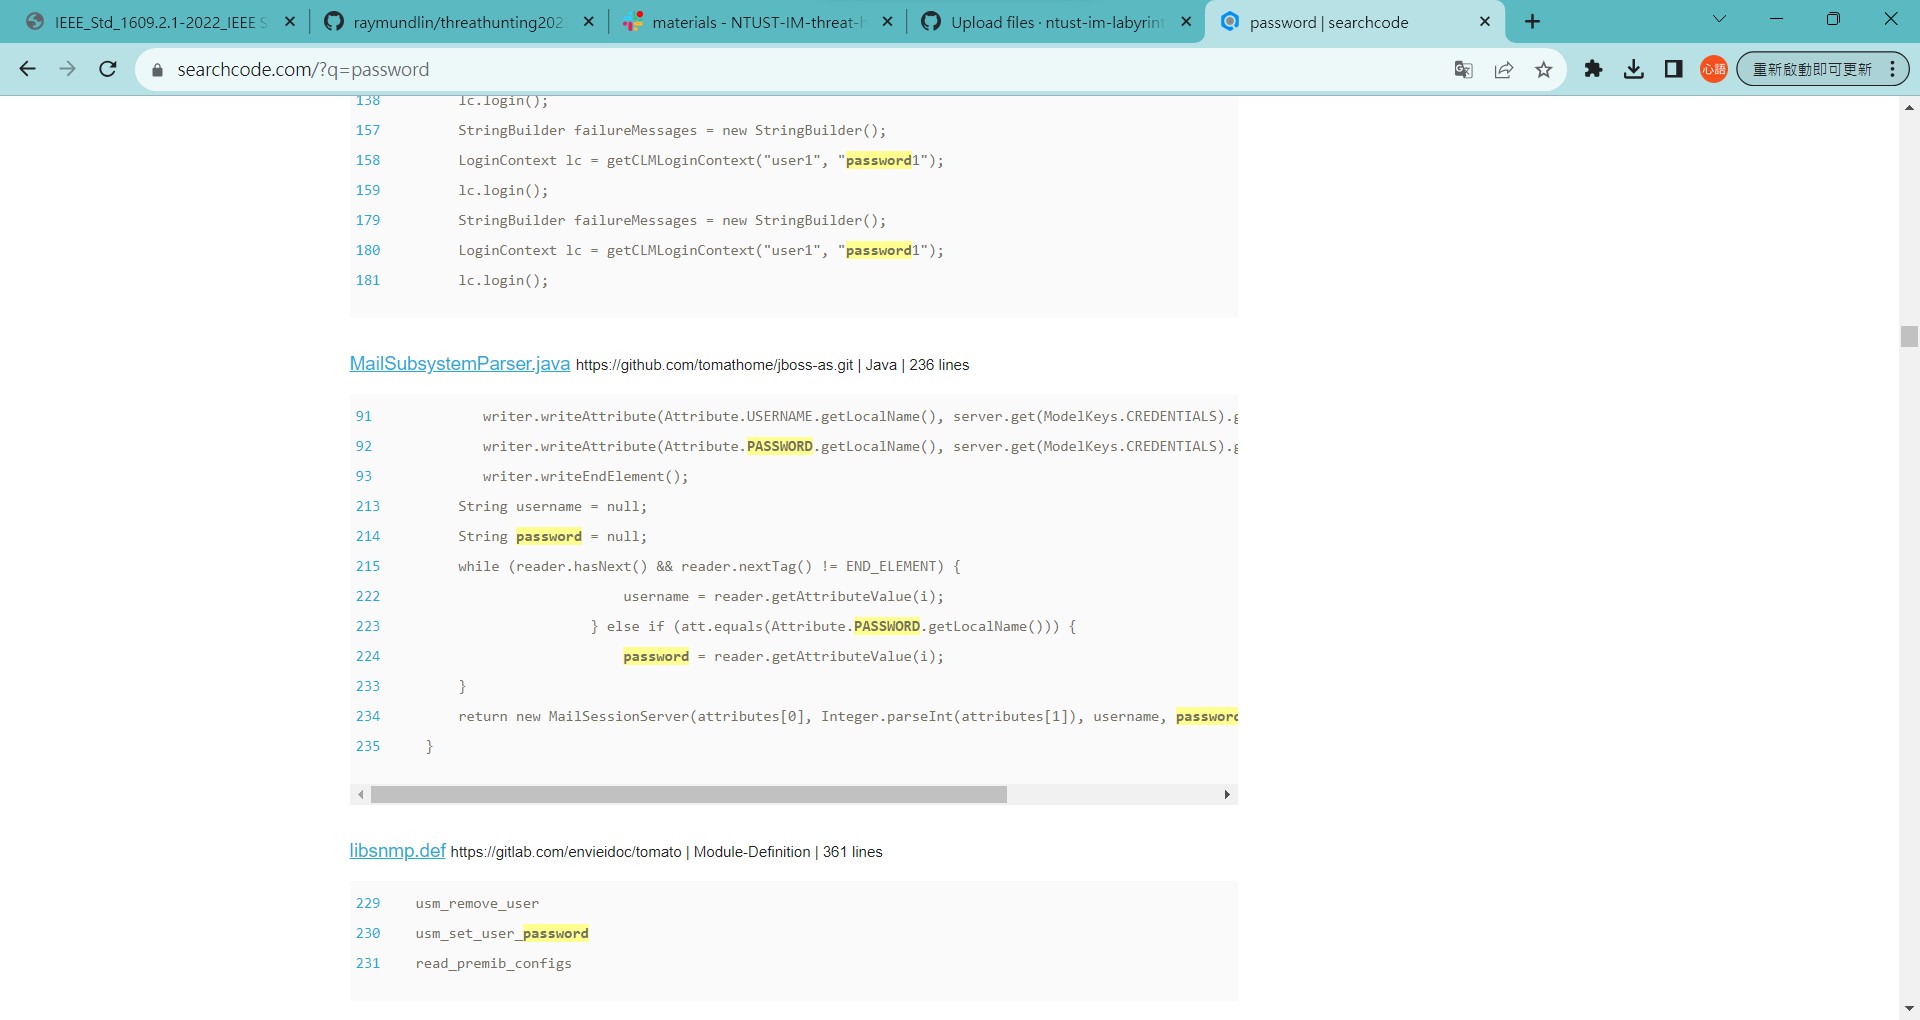 IEEE_Std_1609.2.1-2022_IEEE S
raymundlin/threathunting202
materials - NTUST-IM-threat-h
Upload files · ntust-im-labyrint
password | searchcode
searchcode.com/?q=password
心語
重新啟動即可更新
138 lc.login();
157 StringBuilder failureMessages = new StringBuilder();
158 LoginContext lc = getCLMLoginContext("user1", "password1");
159 lc.login();
179 StringBuilder failureMessages = new StringBuilder();
180 LoginContext lc = getCLMLoginContext("user1", "password1");
181 lc.login();
MailSubsystemParser.java https://github.com/tomathome/jboss-as.git | Java | 236 lines
91 writer.writeAttribute(Attribute.USERNAME.getLocalName(), server.get(ModelKeys.CREDENTIALS).g
92 writer.writeAttribute(Attribute.PASSWORD.getLocalName(), server.get(ModelKeys.CREDENTIALS).g
93 writer.writeEndElement();
213 String username = null;
214 String password = null;
215 while (reader.hasNext() && reader.nextTag() != END_ELEMENT) {
222 username = reader.getAttributeValue(i);
223 } else if (att.equals(Attribute.PASSWORD.getLocalName())) {
224 password = reader.getAttributeValue(i);
233 }
234 return new MailSessionServer(attributes[0], Integer.parseInt(attributes[1]), username, password
235 }
libsnmp.def https://gitlab.com/envieidoc/tomato | Module-Definition | 361 lines
229 usm_remove_user
230 usm_set_user_password
231 read_premib_configs